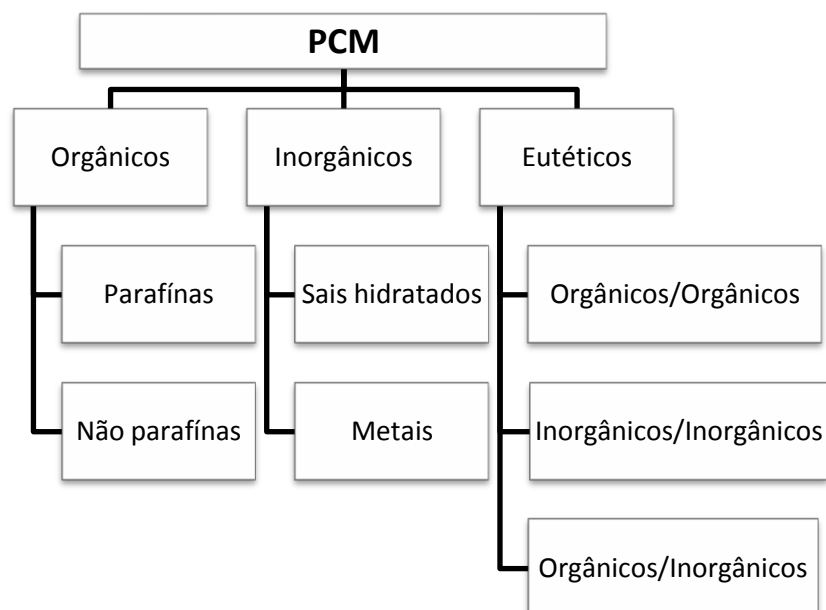 PCM
Orgânicos
Inorgânicos
Eutéticos
Parafínas
Sais hidratados
Orgânicos/Orgânicos
Não parafínas
Metais
Inorgânicos/Inorgânicos
Orgânicos/Inorgânicos